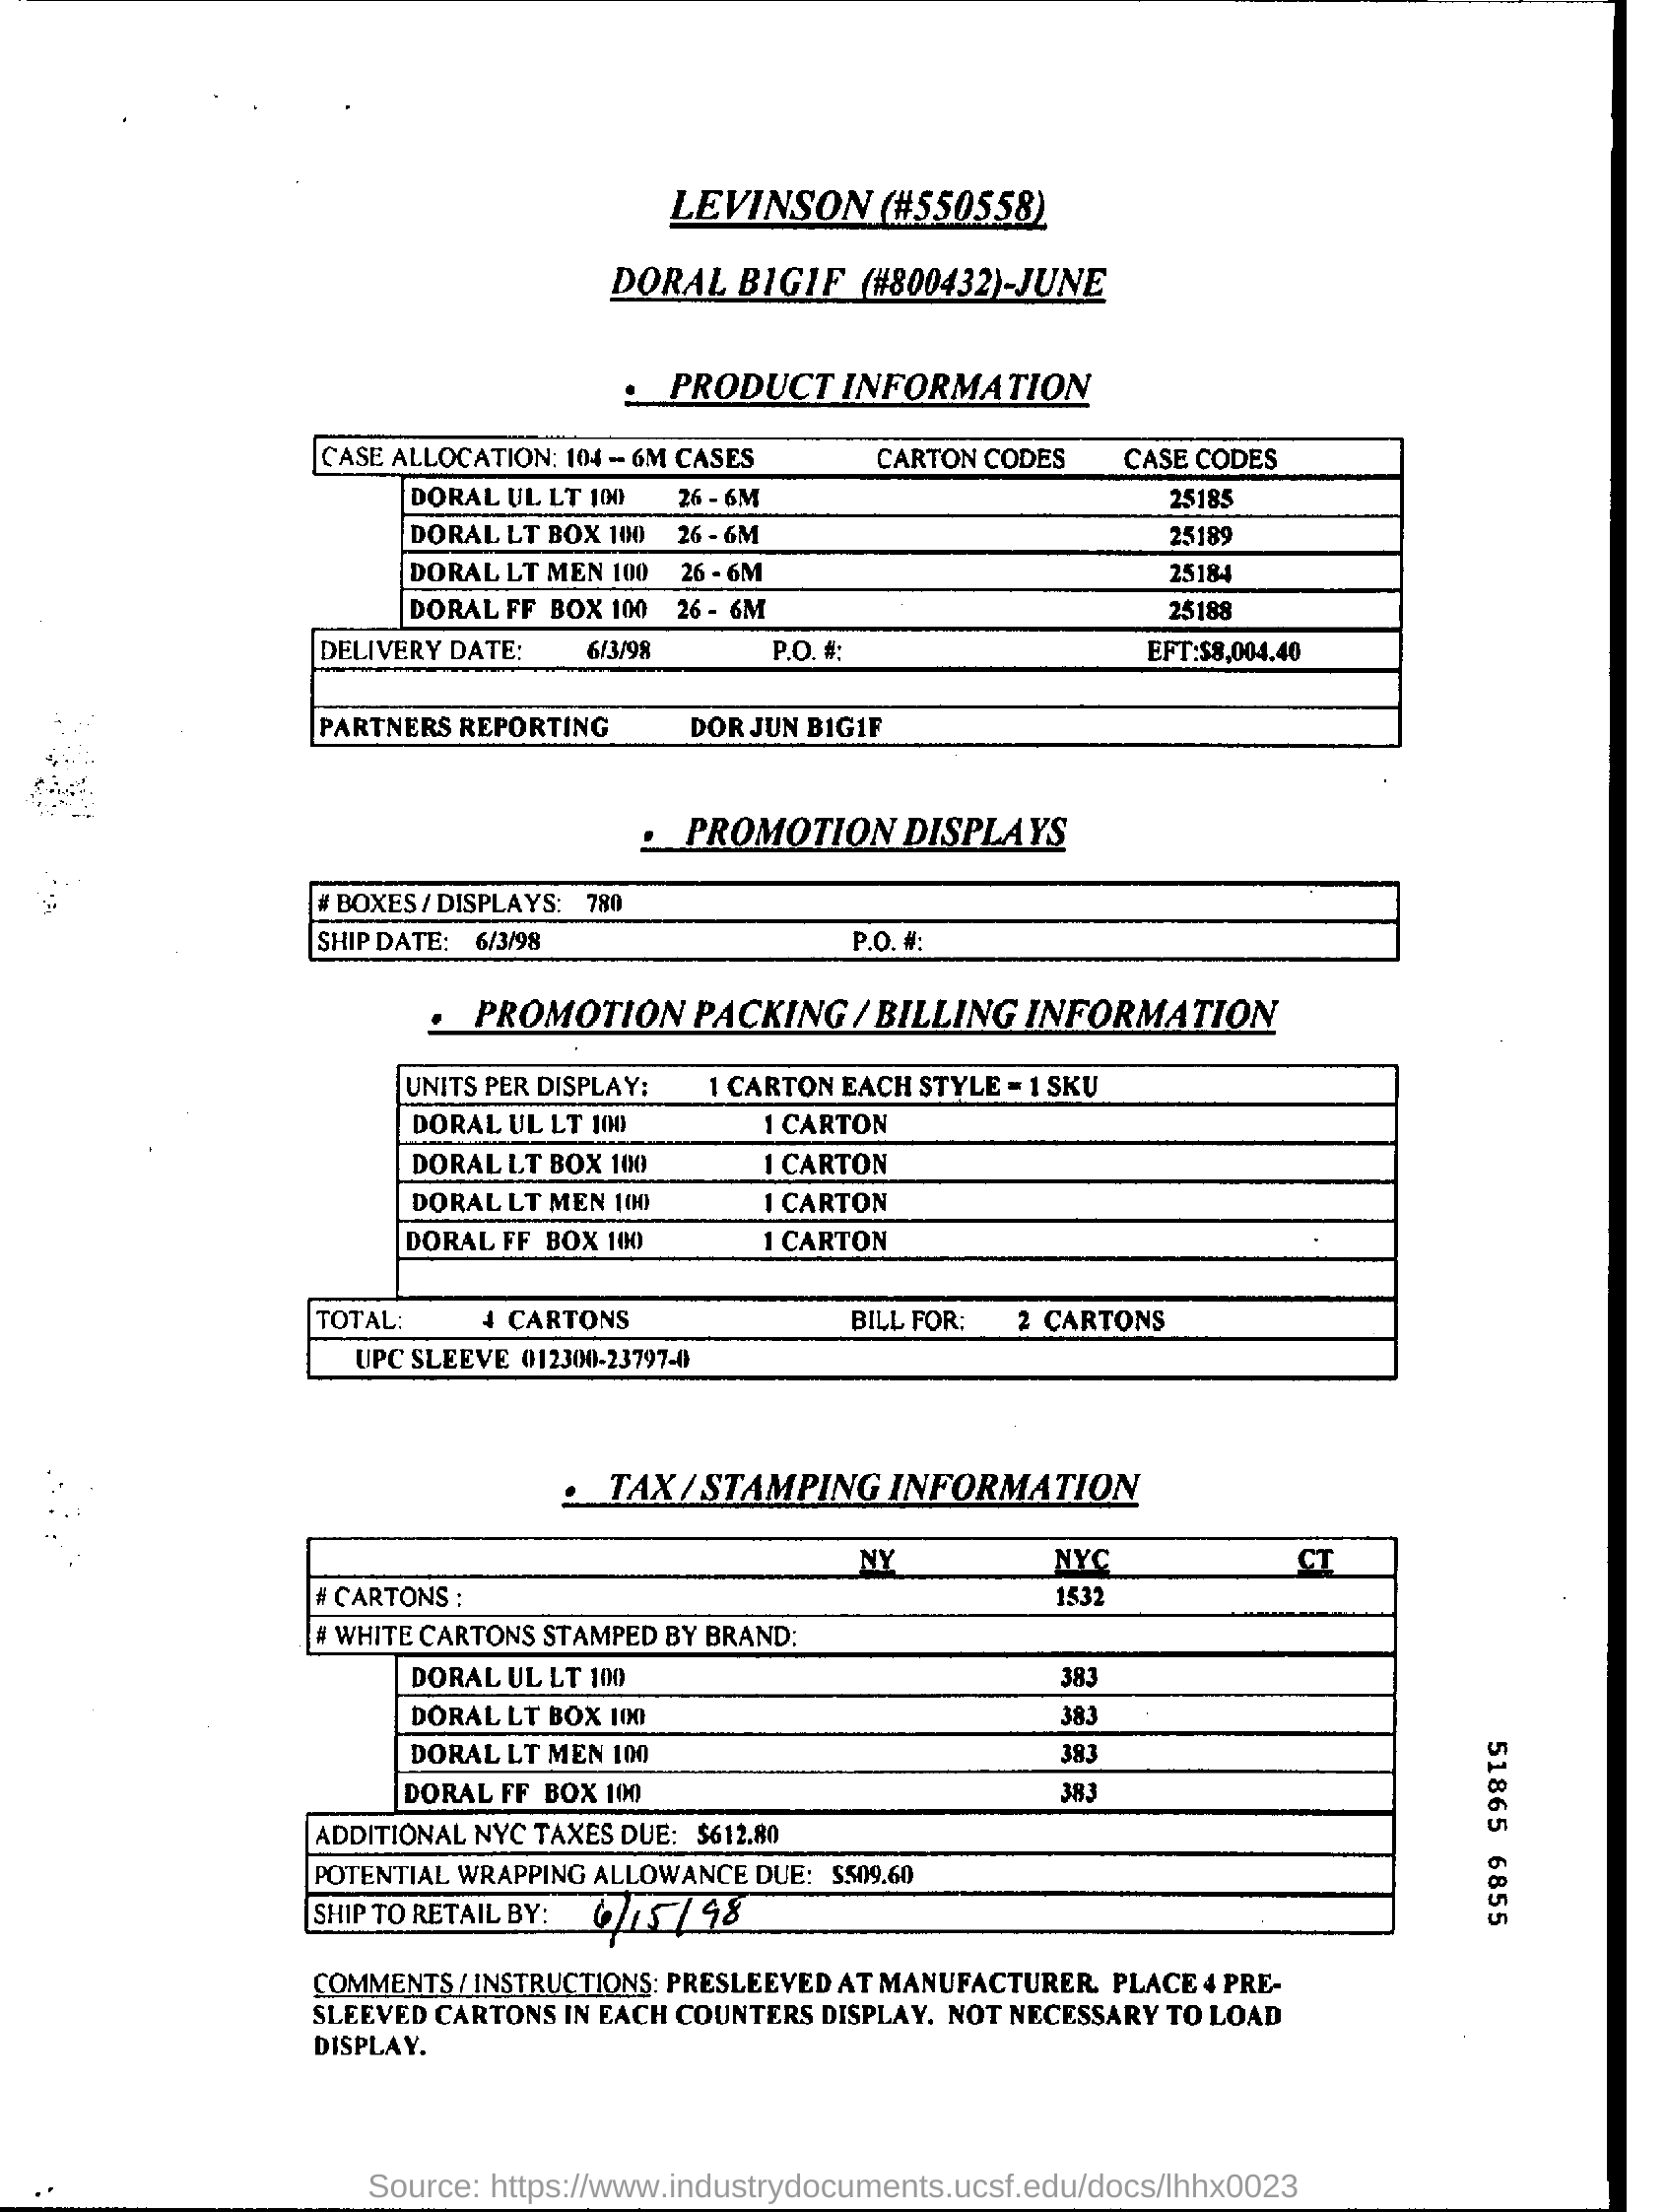 LEVINSON (#550558)
DORAL B1G1F (#800432)-JUNE
• PRODUCT INFORMATION
CASE ALLOCATION: 104 -- 6M CASES CARTON CODES CASE CODES
DORAL UL LT 100 26 - 6M 25185
DORAL LT BOX 100 26 - 6M 25189
DORAL LT MEN 100 26 - 6M 25184
DORAL FF BOX 100 26 - 6M 25188
DELIVERY DATE: 6/3/98 P.O. #: EFT:$8,004.40
PARTNERS REPORTING DOR JUN B1G1F
• PROMOTION DISPLAYS
# BOXES / DISPLAYS: 780
SHIP DATE: 6/3/98 P.O. #:
• PROMOTION PACKING / BILLING INFORMATION
UNITS PER DISPLAY: 1 CARTON EACH STYLE = 1 SKU
DORAL UL LT 100 1 CARTON
DORAL LT BOX 100 1 CARTON
DORAL LT MEN 100 1 CARTON
DORAL FF BOX 100 1 CARTON
TOTAL: 4 CARTONS BILL FOR: 2 CARTONS
UPC SLEEVE 012300-23797-0
• TAX / STAMPING INFORMATION
NY NYC CT
# CARTONS : 1532
# WHITE CARTONS STAMPED BY BRAND:
DORAL UL LT 100 383
DORAL LT BOX 100 383
DORAL LT MEN 100 383
DORAL FF BOX 100 383
ADDITIONAL NYC TAXES DUE: $612.80
POTENTIAL WRAPPING ALLOWANCE DUE: $509.60
SHIP TO RETAIL BY: 6/15/98
COMMENTS / INSTRUCTIONS: PRESLEEVED AT MANUFACTURER. PLACE 4 PRE-
SLEEVED CARTONS IN EACH COUNTERS DISPLAY. NOT NECESSARY TO LOAD
DISPLAY.
51865 6855
Source: https://www.industrydocuments.ucsf.edu/docs/lhhx0023